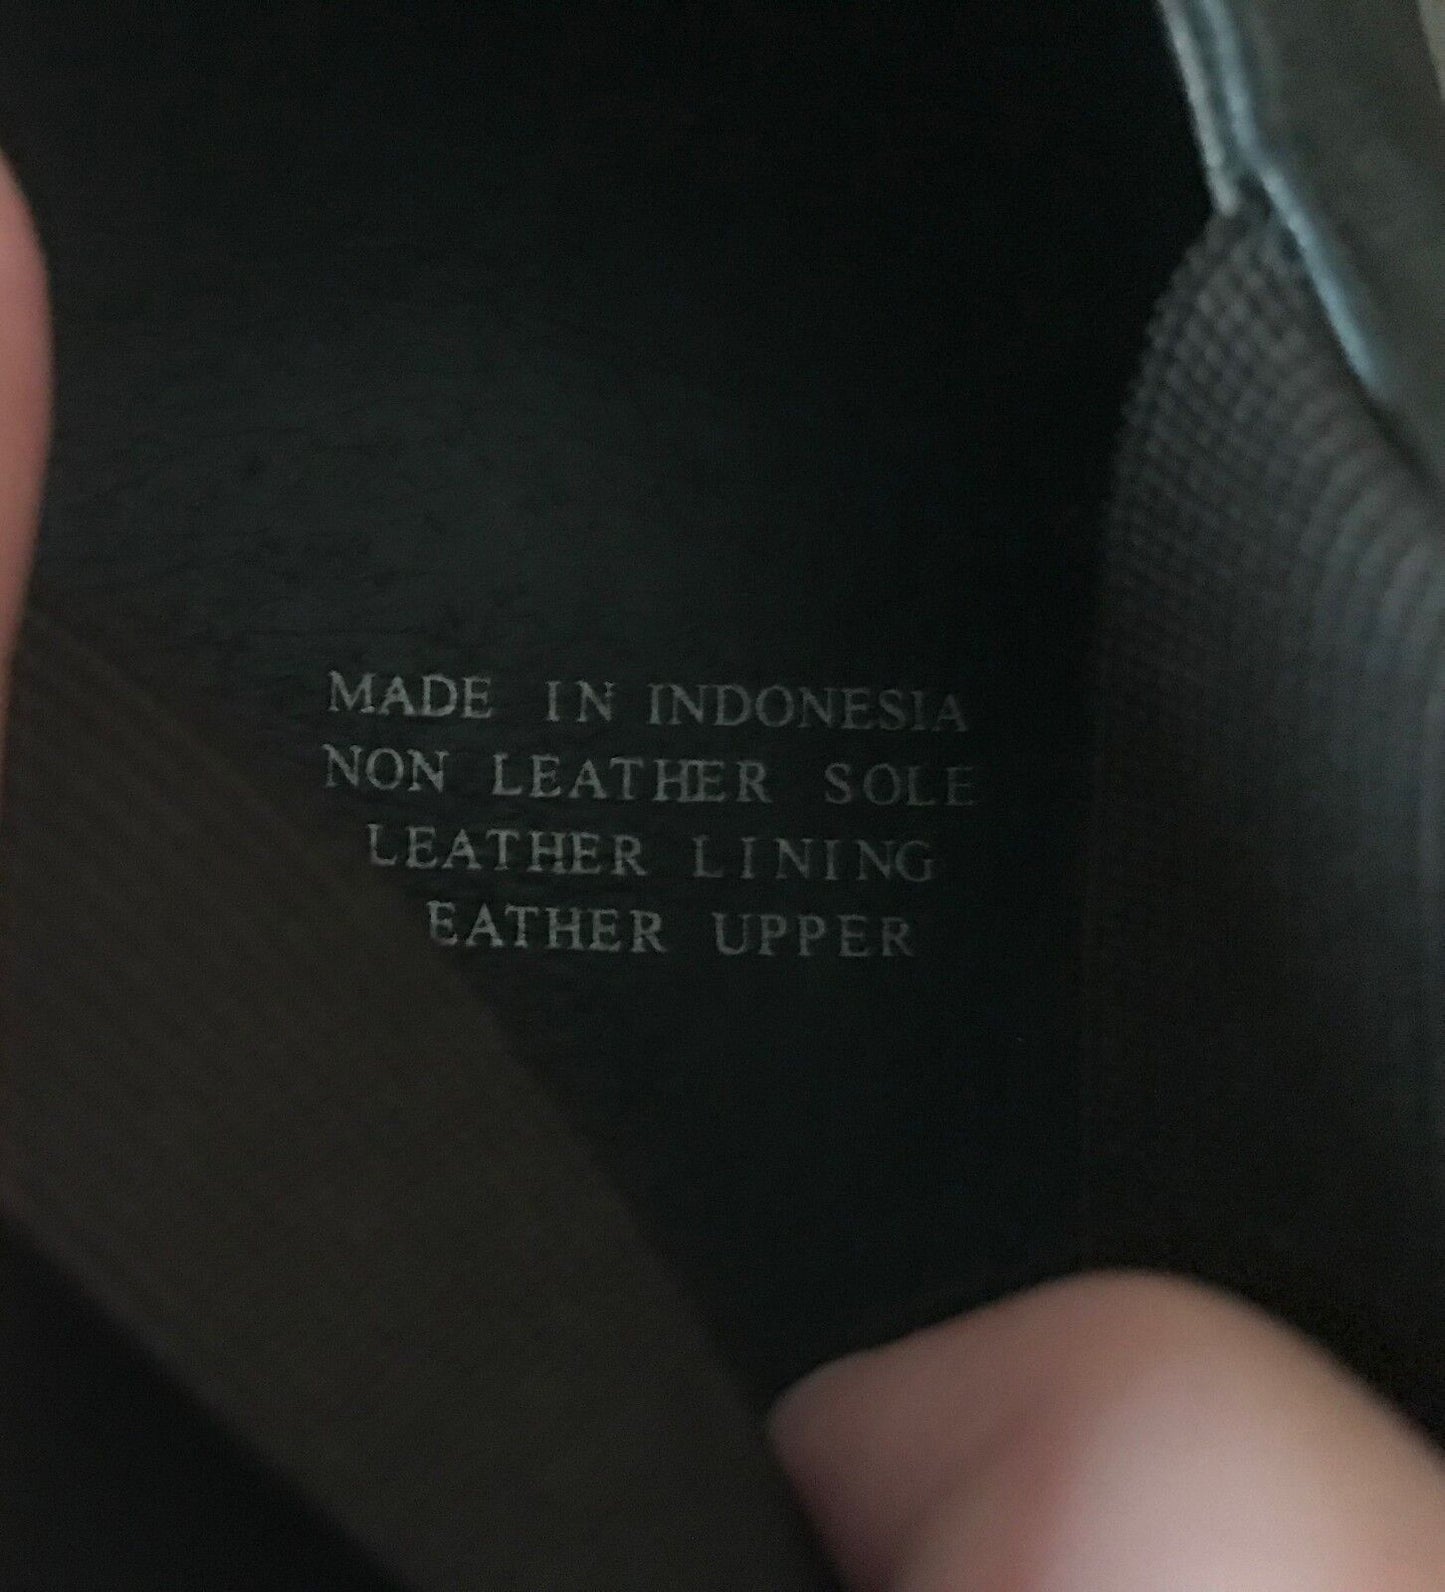 MADE IN INDONESIA
NON LEATHER SOLE
LEATHER LINING
EATHER UPPER